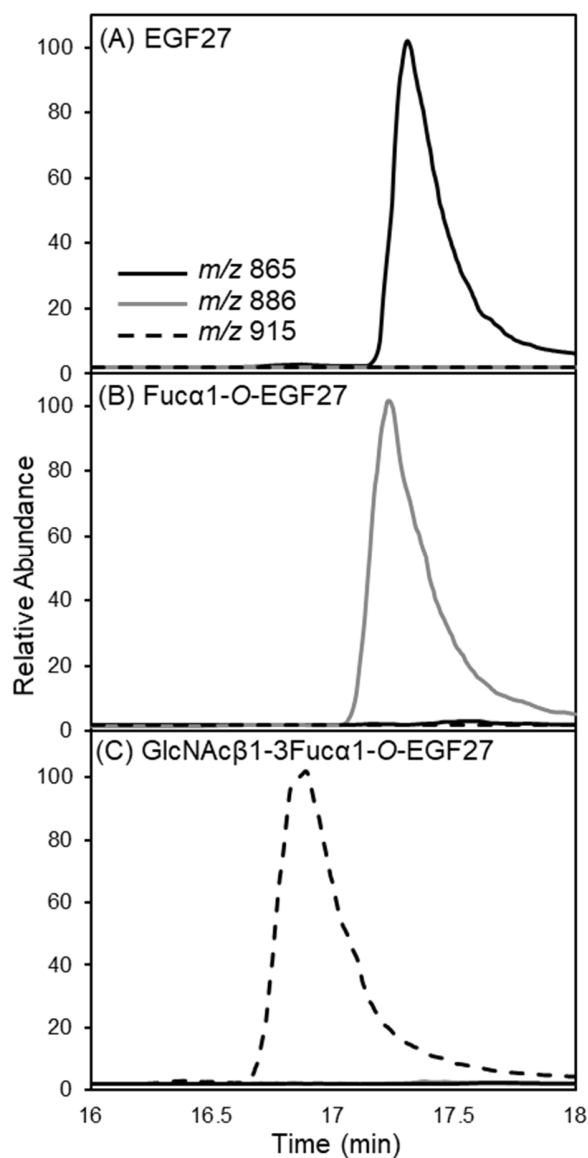 (A) EGF27
100
80
60
40
20
0
m/z 865
m/z 886
m/z 915
(B) Fucα1-O-EGF27
100
80
60
40
20
0
Relative Abundance
(C) GlcNAcβ1-3Fucα1-O-EGF27
100
80
60
40
20
0
16 16.5 17 17.5 18
Time (min)